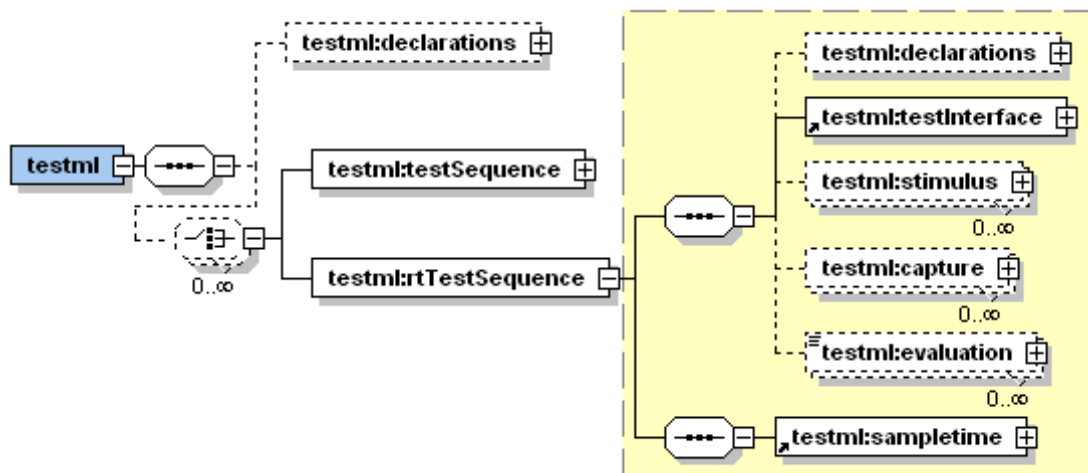 testml:declarations
testml:declarations
testml:testInterface
testml
testml:testSequence
testml:stimulus
0..∞
testml:rtTestSequence
0..∞
testml:capture
0..∞
testml:evaluation
0..∞
testml:sampletime